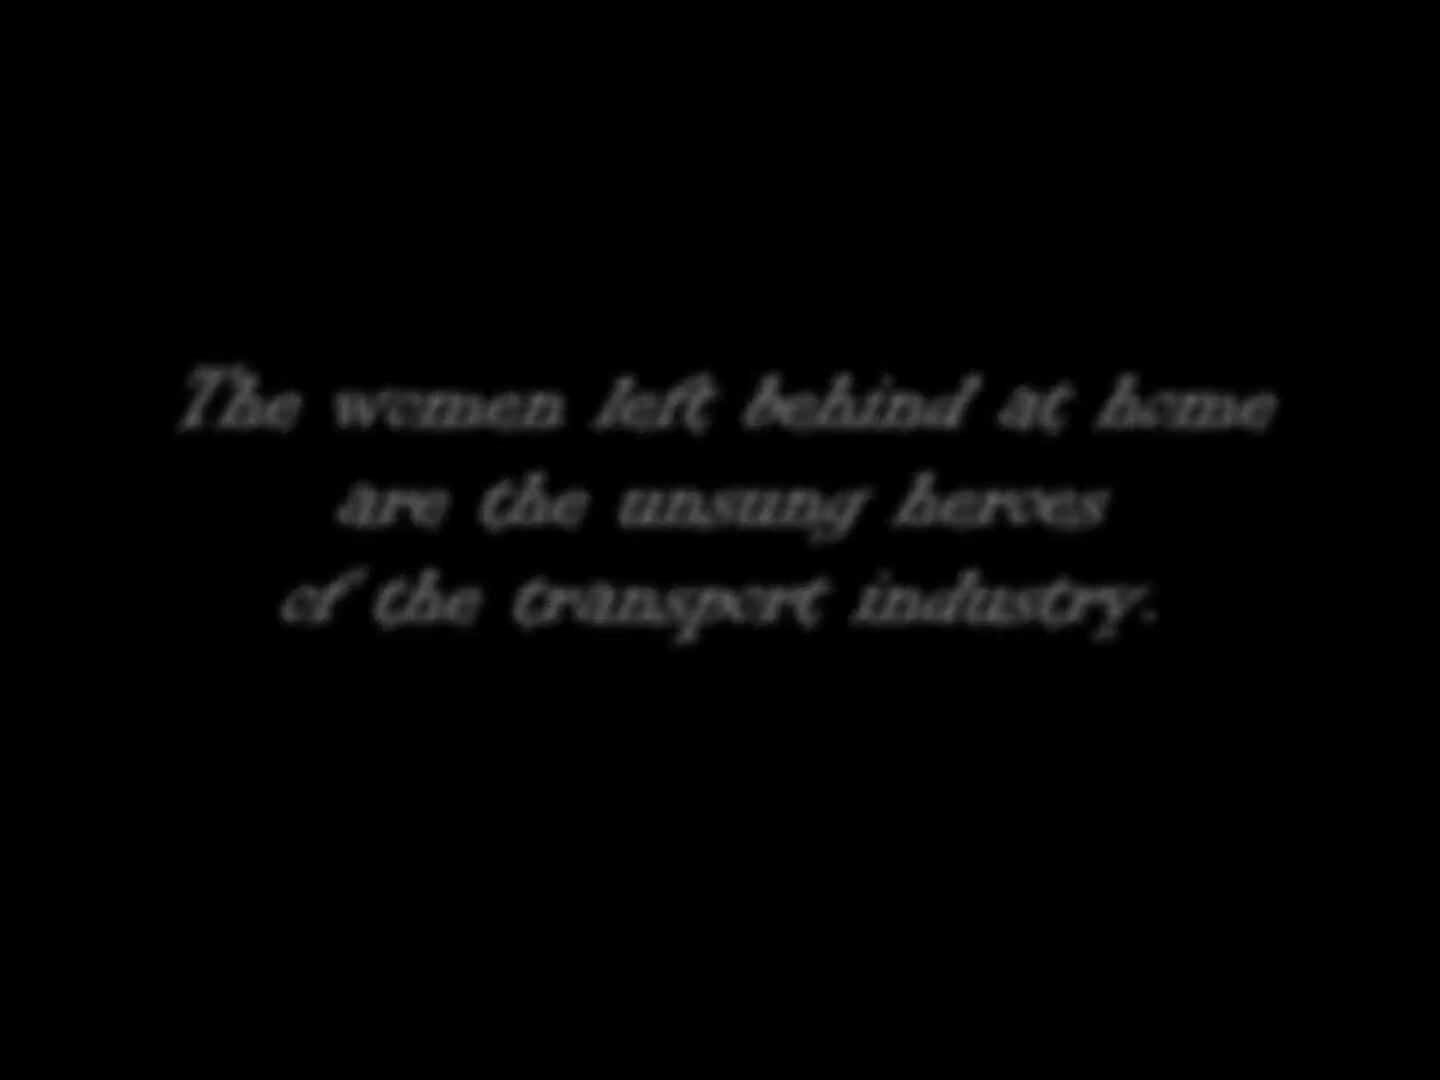 The women left behind at home
are the unsung heroes
of the transport industry.